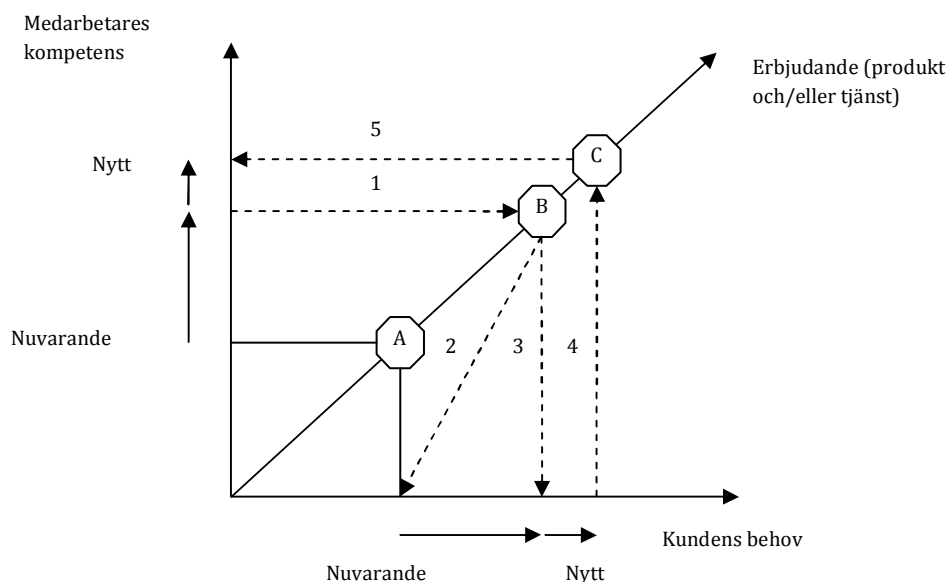 Medarbetares
kompetens
Erbjudande (produkt
och/eller tjänst)
5
C
Nytt
1
B
Nuvarande
A
2
3
4
Kundens behov
Nuvarande
Nytt